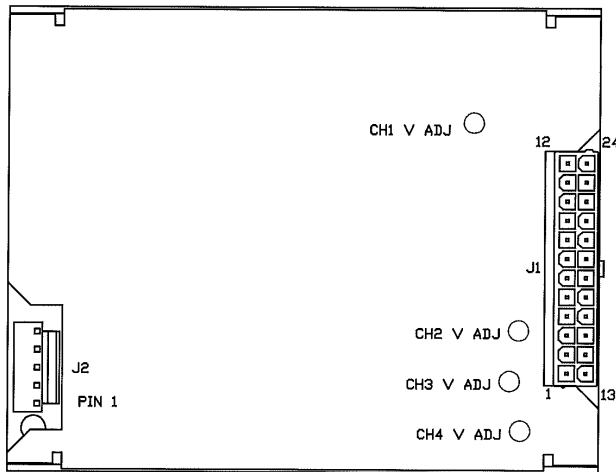 CH1 V ADJ
12 24
J1
CH2 V ADJ
J2
CH3 V ADJ
PIN 1
1 13
CH4 V ADJ